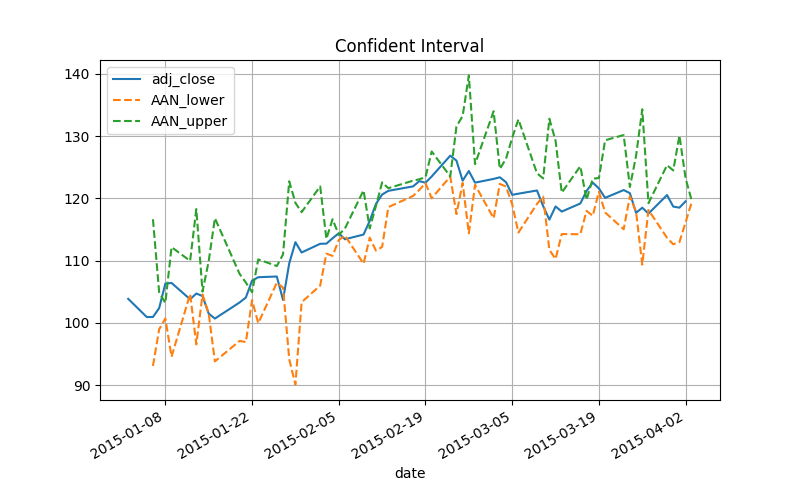 Confident Interval
adj_close
AAN_lower
AAN_upper
140
130
120
110
100
90
2015-01-08
2015-01-22
2015-02-05
2015-02-19
2015-03-05
2015-03-19
2015-04-02
date